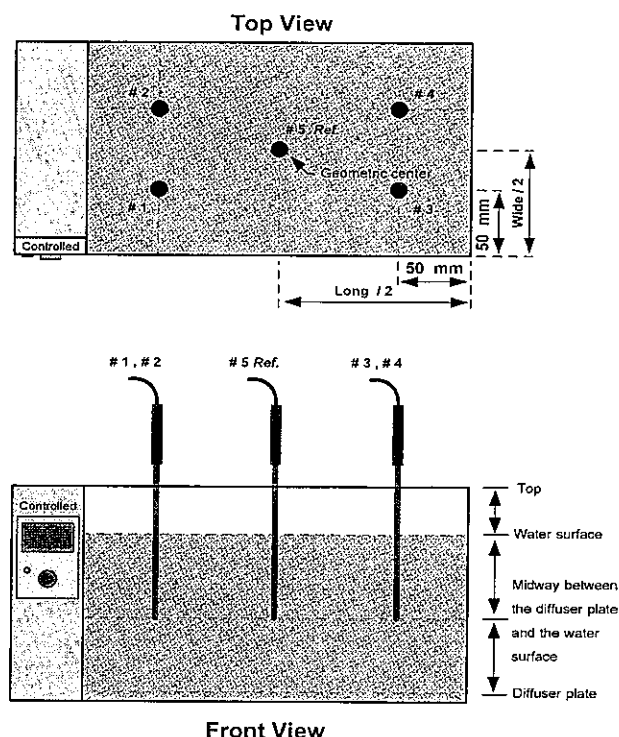 Top View
# 2
# 4
# 5 Ref.
Geometric center
# 1
# 3
Controlled
50 mm
Wide / 2
50 mm
Long / 2
# 1 , # 2
# 5 Ref.
# 3 , # 4
Controlled
Top
Water surface
Midway between
the diffuser plate
and the water
surface
Diffuser plate
Front View